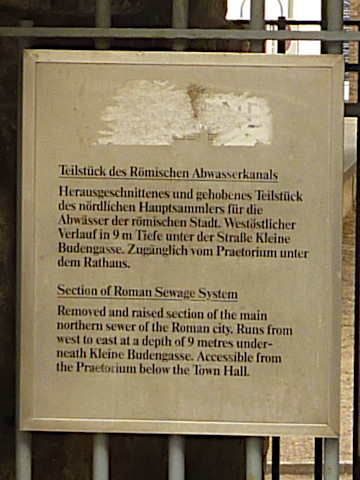 Teilstück des Römischen Abwasserkanals
Herausgeschnittenes und gehobenes Teilstück
des nördlichen Hauptsammlers für die
Abwässer der römischen Stadt. Westöstlicher
Verlauf in 9 m Tiefe unter der Straße Kleine
Budengasse. Zugänglich vom Praetorium unter
dem Rathaus.
Section of Roman Sewage System
Removed and raised section of the main
northern sewer of the Roman city. Runs from
west to east at a depth of 9 metres under-
neath Kleine Budengasse. Accessible from
the Praetorium below the Town Hall.